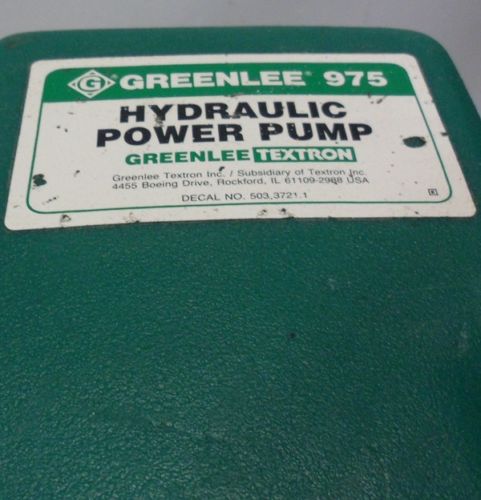 G GREENLEE® 975
HYDRAULIC
POWER PUMP
GREENLEE TEXTRON
Greenlee Textron Inc. / Subsidiary of Textron Inc.
4455 Boeing Drive, Rockford, IL 61109-2988 USA
DECAL NO. 503,3721.1